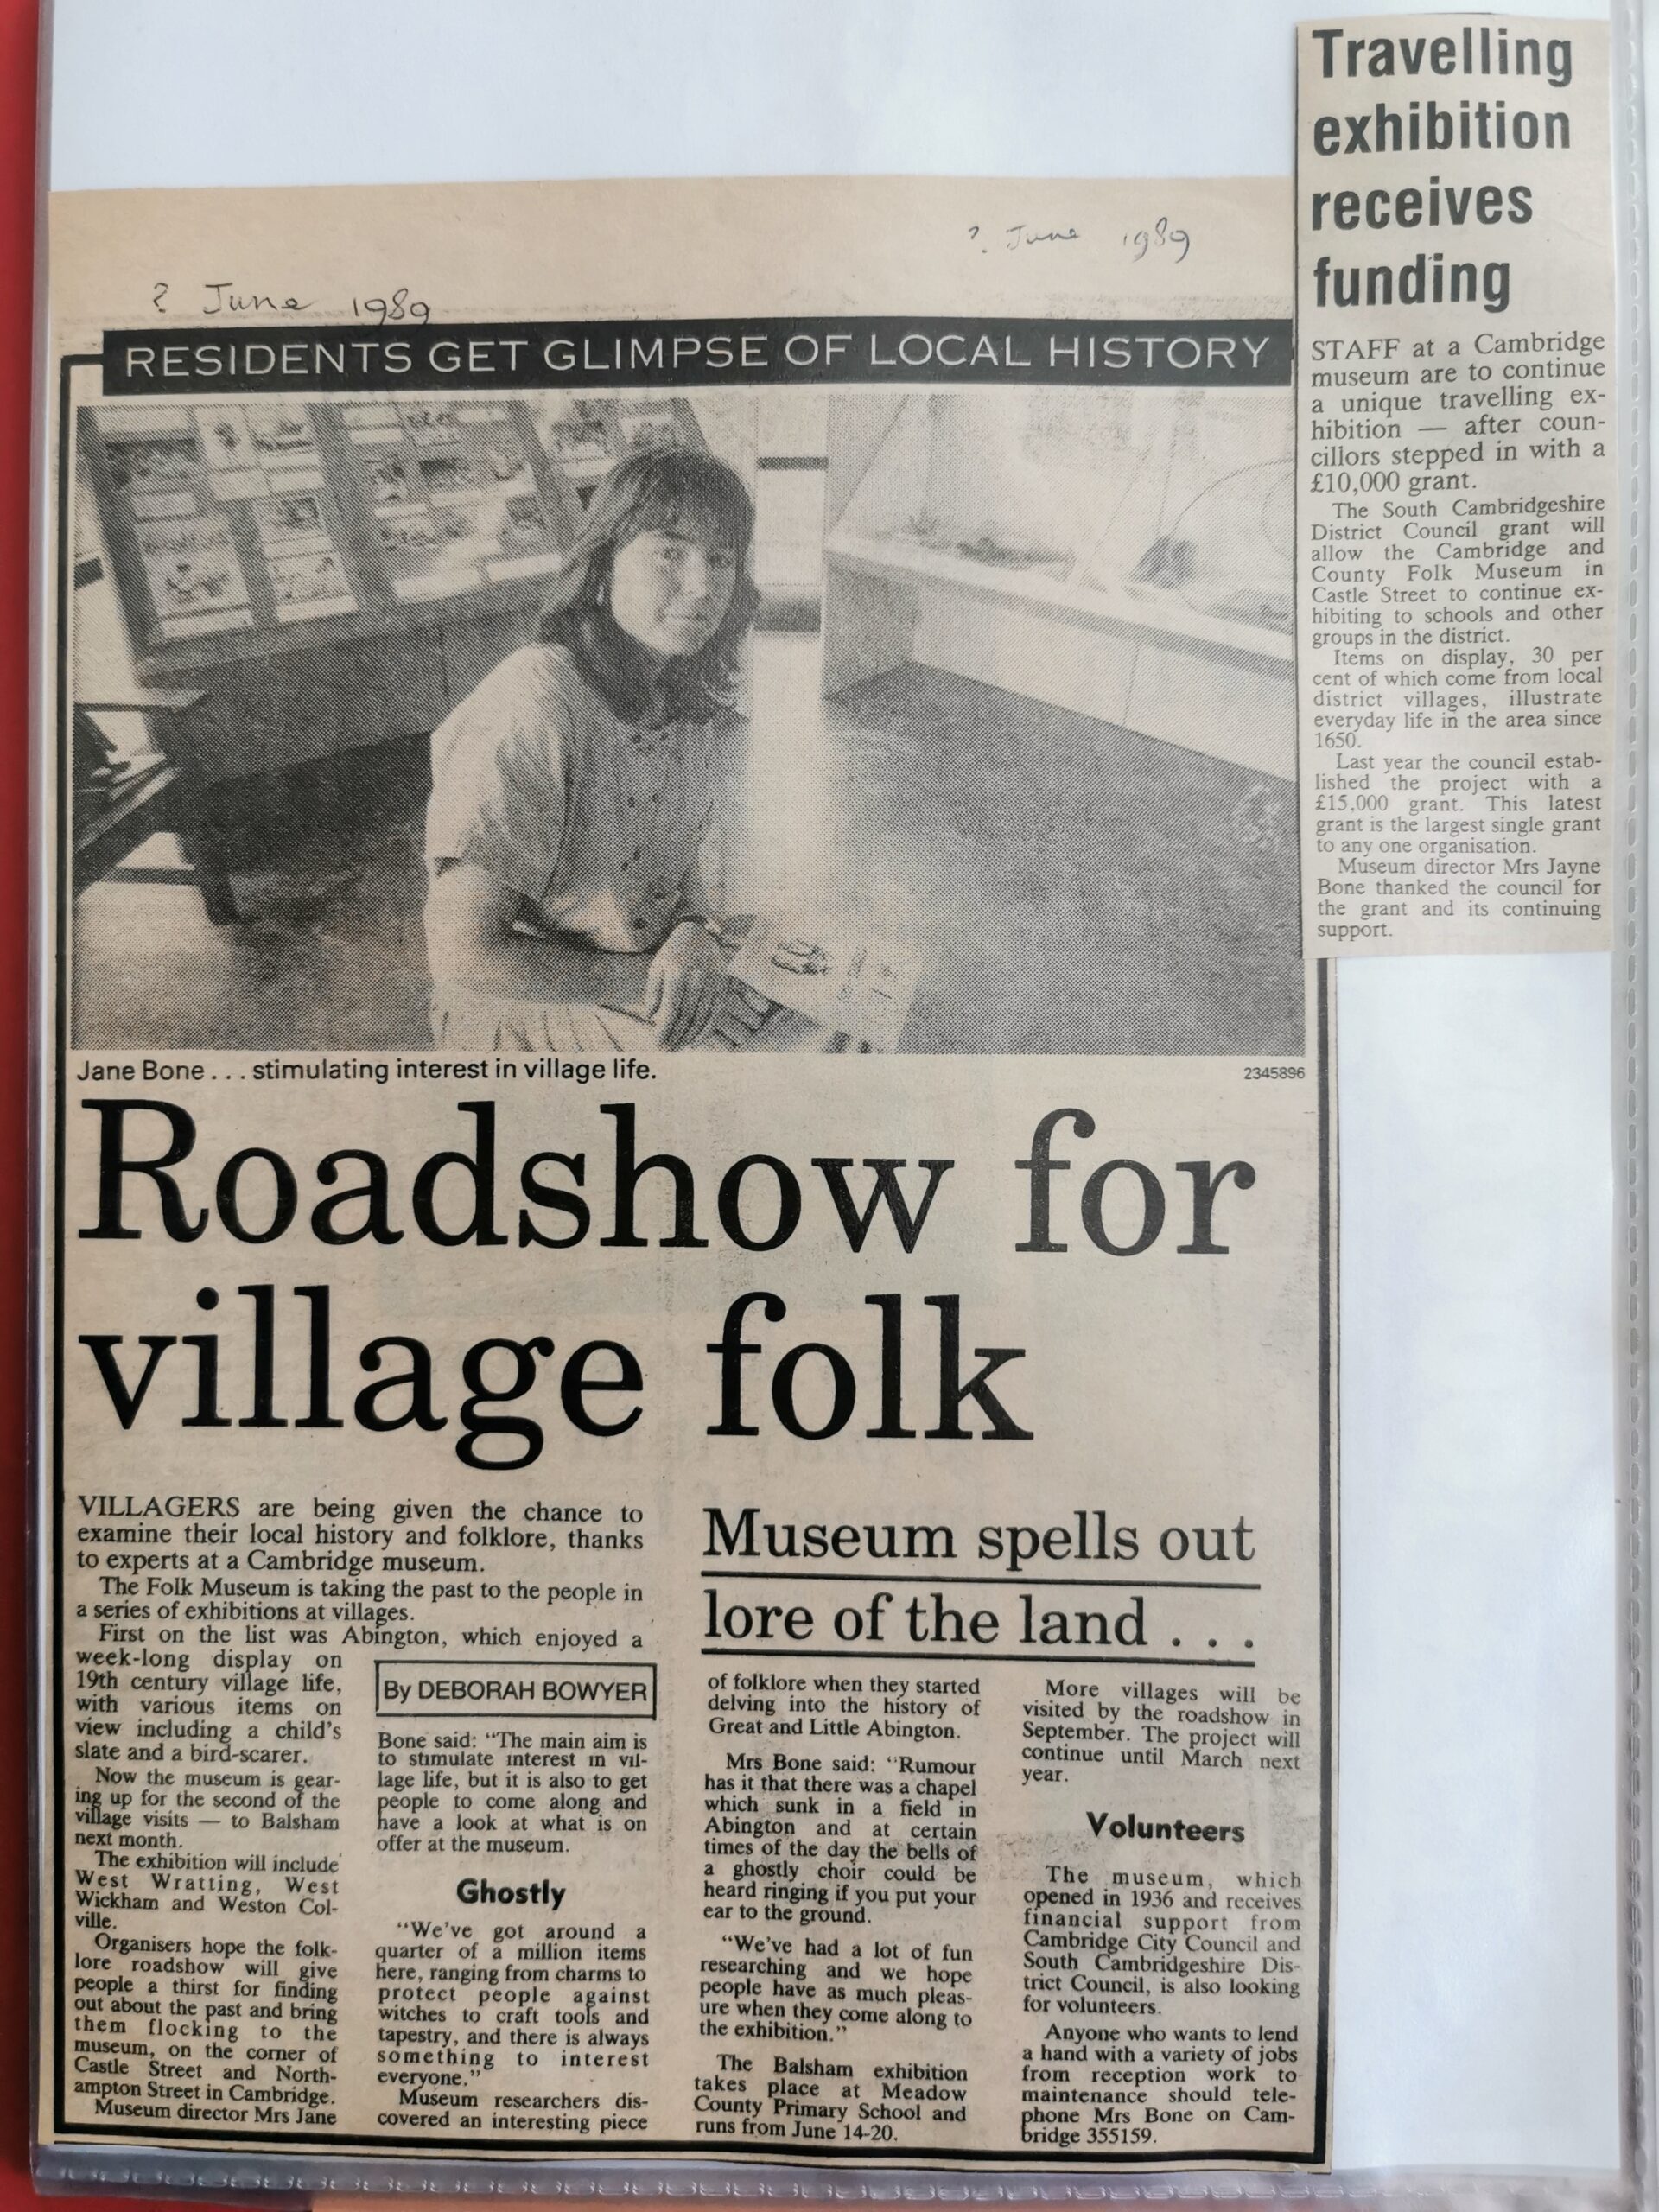 Travelling
exhibition
receives
funding
STAFF at a Cambridge
museum are to continue
a unique travelling ex-
hibition — after coun-
cillors stepped in with a
£10,000 grant.
The South Cambridgeshire
District Council grant will
allow the Cambridge and
County Folk Museum in
Castle Street to continue ex-
hibiting to schools and other
groups in the district.
Items on display, 30 per
cent of which come from local
district villages, illustrate
everyday life in the area since
1650.
Last year the council estab-
lished the project with a
£15,000 grant. This latest
grant is the largest single grant
to any one organisation.
Museum director Mrs Jayne
Bone thanked the council for
the grant and its continuing
support.
? June 1989
? June 1989
RESIDENTS GET GLIMPSE OF LOCAL HISTORY
Jane Bone . . . stimulating interest in village life.
2345896
Roadshow for
village folk
VILLAGERS are being given the chance to
examine their local history and folklore, thanks
to experts at a Cambridge museum.
The Folk Museum is taking the past to the people in
a series of exhibitions at villages.
First on the list was Abington, which enjoyed a
week-long display on
19th century village life,
with various items on
view including a child's
slate and a bird-scarer.
Now the museum is gear-
ing up for the second of the
village visits — to Balsham
next month.
The exhibition will include
West Wratting, West
Wickham and Weston Col-
ville.
Organisers hope the folk-
lore roadshow will give
people a thirst for finding
out about the past and bring
them flocking to the
museum, on the corner of
Castle Street and North-
ampton Street in Cambridge.
Museum director Mrs Jane
By DEBORAH BOWYER
Bone said: "The main aim is
to stimulate interest in vil-
lage life, but it is also to get
people to come along and
have a look at what is on
offer at the museum.
Ghostly
"We've got around a
quarter of a million items
here, ranging from charms to
protect people against
witches to craft tools and
tapestry, and there is always
something to interest
everyone."
Museum researchers dis-
covered an interesting piece
Museum spells out
lore of the land . . .
of folklore when they started
delving into the history of
Great and Little Abington.
Mrs Bone said: "Rumour
has it that there was a chapel
which sunk in a field in
Abington and at certain
times of the day the bells of
a ghostly choir could be
heard ringing if you put your
ear to the ground.
"We've had a lot of fun
researching and we hope
people have as much pleas-
ure when they come along to
the exhibition."
The Balsham exhibition
takes place at Meadow
County Primary School and
runs from June 14-20.
More villages will be
visited by the roadshow in
September. The project will
continue until March next
year.
Volunteers
The museum, which
opened in 1936 and receives
financial support from
Cambridge City Council and
South Cambridgeshire Dis-
trict Council, is also looking
for volunteers.
Anyone who wants to lend
a hand with a variety of jobs
from reception work to
maintenance should tele-
phone Mrs Bone on Cam-
bridge 355159.